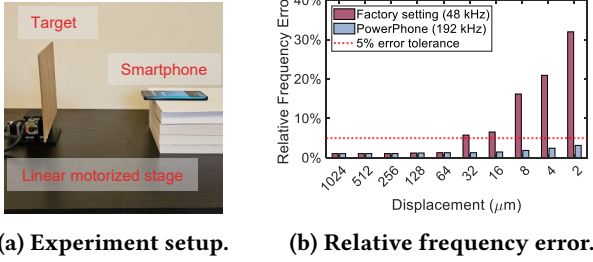 Target
Smartphone
Linear motorized stage
(a) Experiment setup.
Relative Frequency Error
40%
30%
20%
10%
0%
Factory setting (48 kHz)
PowerPhone (192 kHz)
5% error tolerance
1024
512
256
128
64
32
16
8
4
2
Displacement (μm)
(b) Relative frequency error.